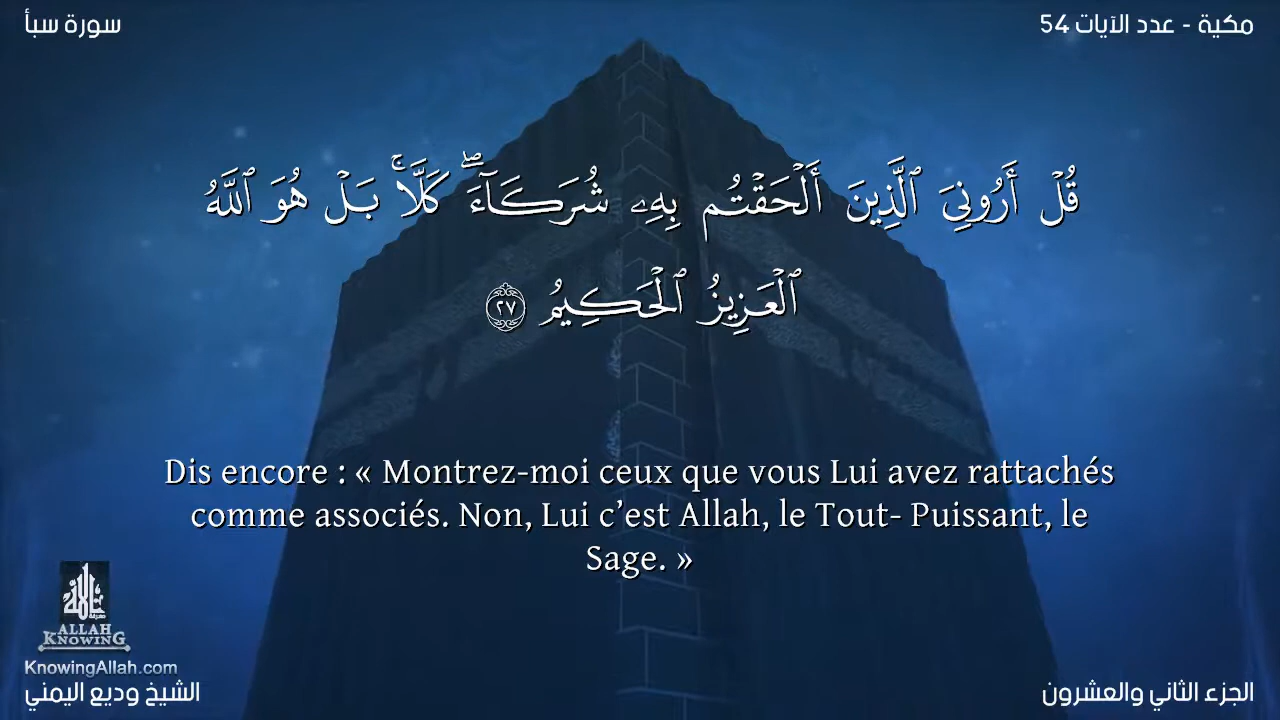 سورة سبأ
مكية - عدد الآيات 54
قُلْ أَرُونِىَ ٱلَّذِينَ أَلْحَقْتُم بِهِۦ شُرَكَآءَ ۖ كَلَّا ۚ بَلْ هُوَ ٱللَّهُ
ٱلْعَزِيزُ ٱلْحَكِيمُ ٢٧
Dis encore : « Montrez-moi ceux que vous Lui avez rattachés
comme associés. Non, Lui c’est Allah, le Tout- Puissant, le
Sage. »
معرفة الله
ALLAH
KNOWING
KnowingAllah.com
الشيخ وديع اليمني
الجزء الثاني والعشرون